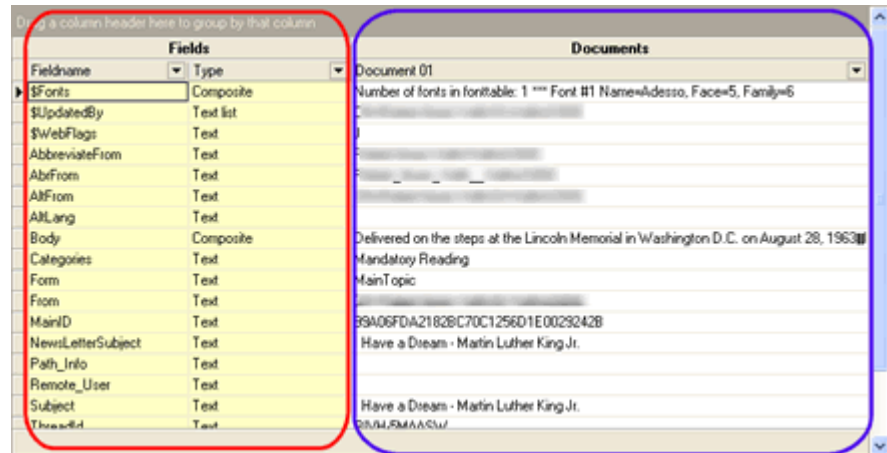 Drag a column header here to group by that column
Fields Documents
Fieldname Type Document 01
$Fonts Composite Number of fonts in fonttable: 1 *** Font #1 Name=Adesso, Face=5, Family=6
$UpdatedBy Text list
$WebFlags Text
AbbreviateFrom Text
AbrFrom Text
AltFrom Text
AltLang Text
Body Composite Delivered on the steps at the Lincoln Memorial in Washington D.C. on August 28, 1963
Categories Text Mandatory Reading
Form Text MainTopic
From Text
MainID Text 99A06FDA2182BC70C1256D1E0029242B
NewsLetterSubject Text Have a Dream - Martin Luther King Jr.
Path_Info Text
Remote_User Text
Subject Text Have a Dream - Martin Luther King Jr.
ThreadId Text